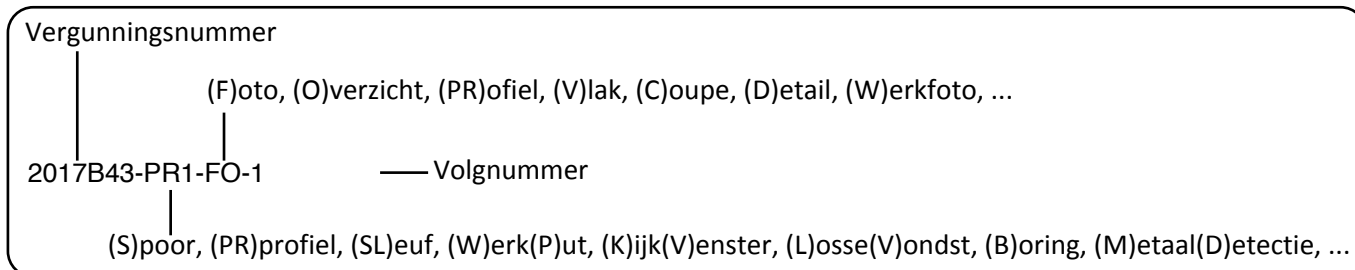 Vergunningsnummer
(F)oto, (O)verzicht, (PR)ofiel, (V)lak, (C)oupe, (D)etail, (W)erkfoto, ...
2017B43-PR1-FO-1 Volgnummer
(S)poor, (PR)profiel, (SL)euf, (W)erk(P)ut, (K)ijk(V)enster, (L)osse(V)ondst, (B)oring, (M)etaal(D)etectie, ...